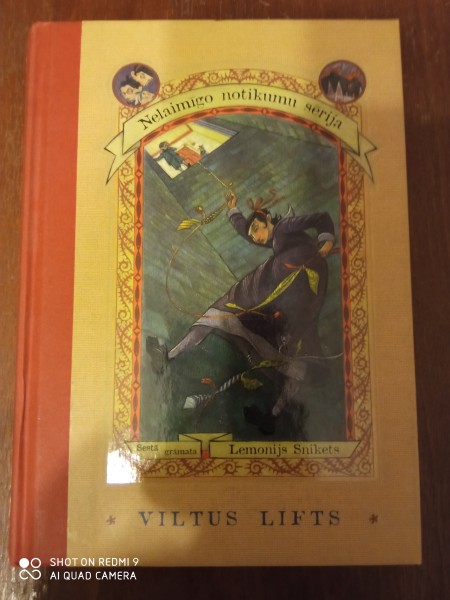 Nelaimīgo notikumu sērija
Sestā
grāmata
Lemonijs Snikets
* VILTUS LIFTS *
SHOT ON REDMI 9
AI QUAD CAMERA